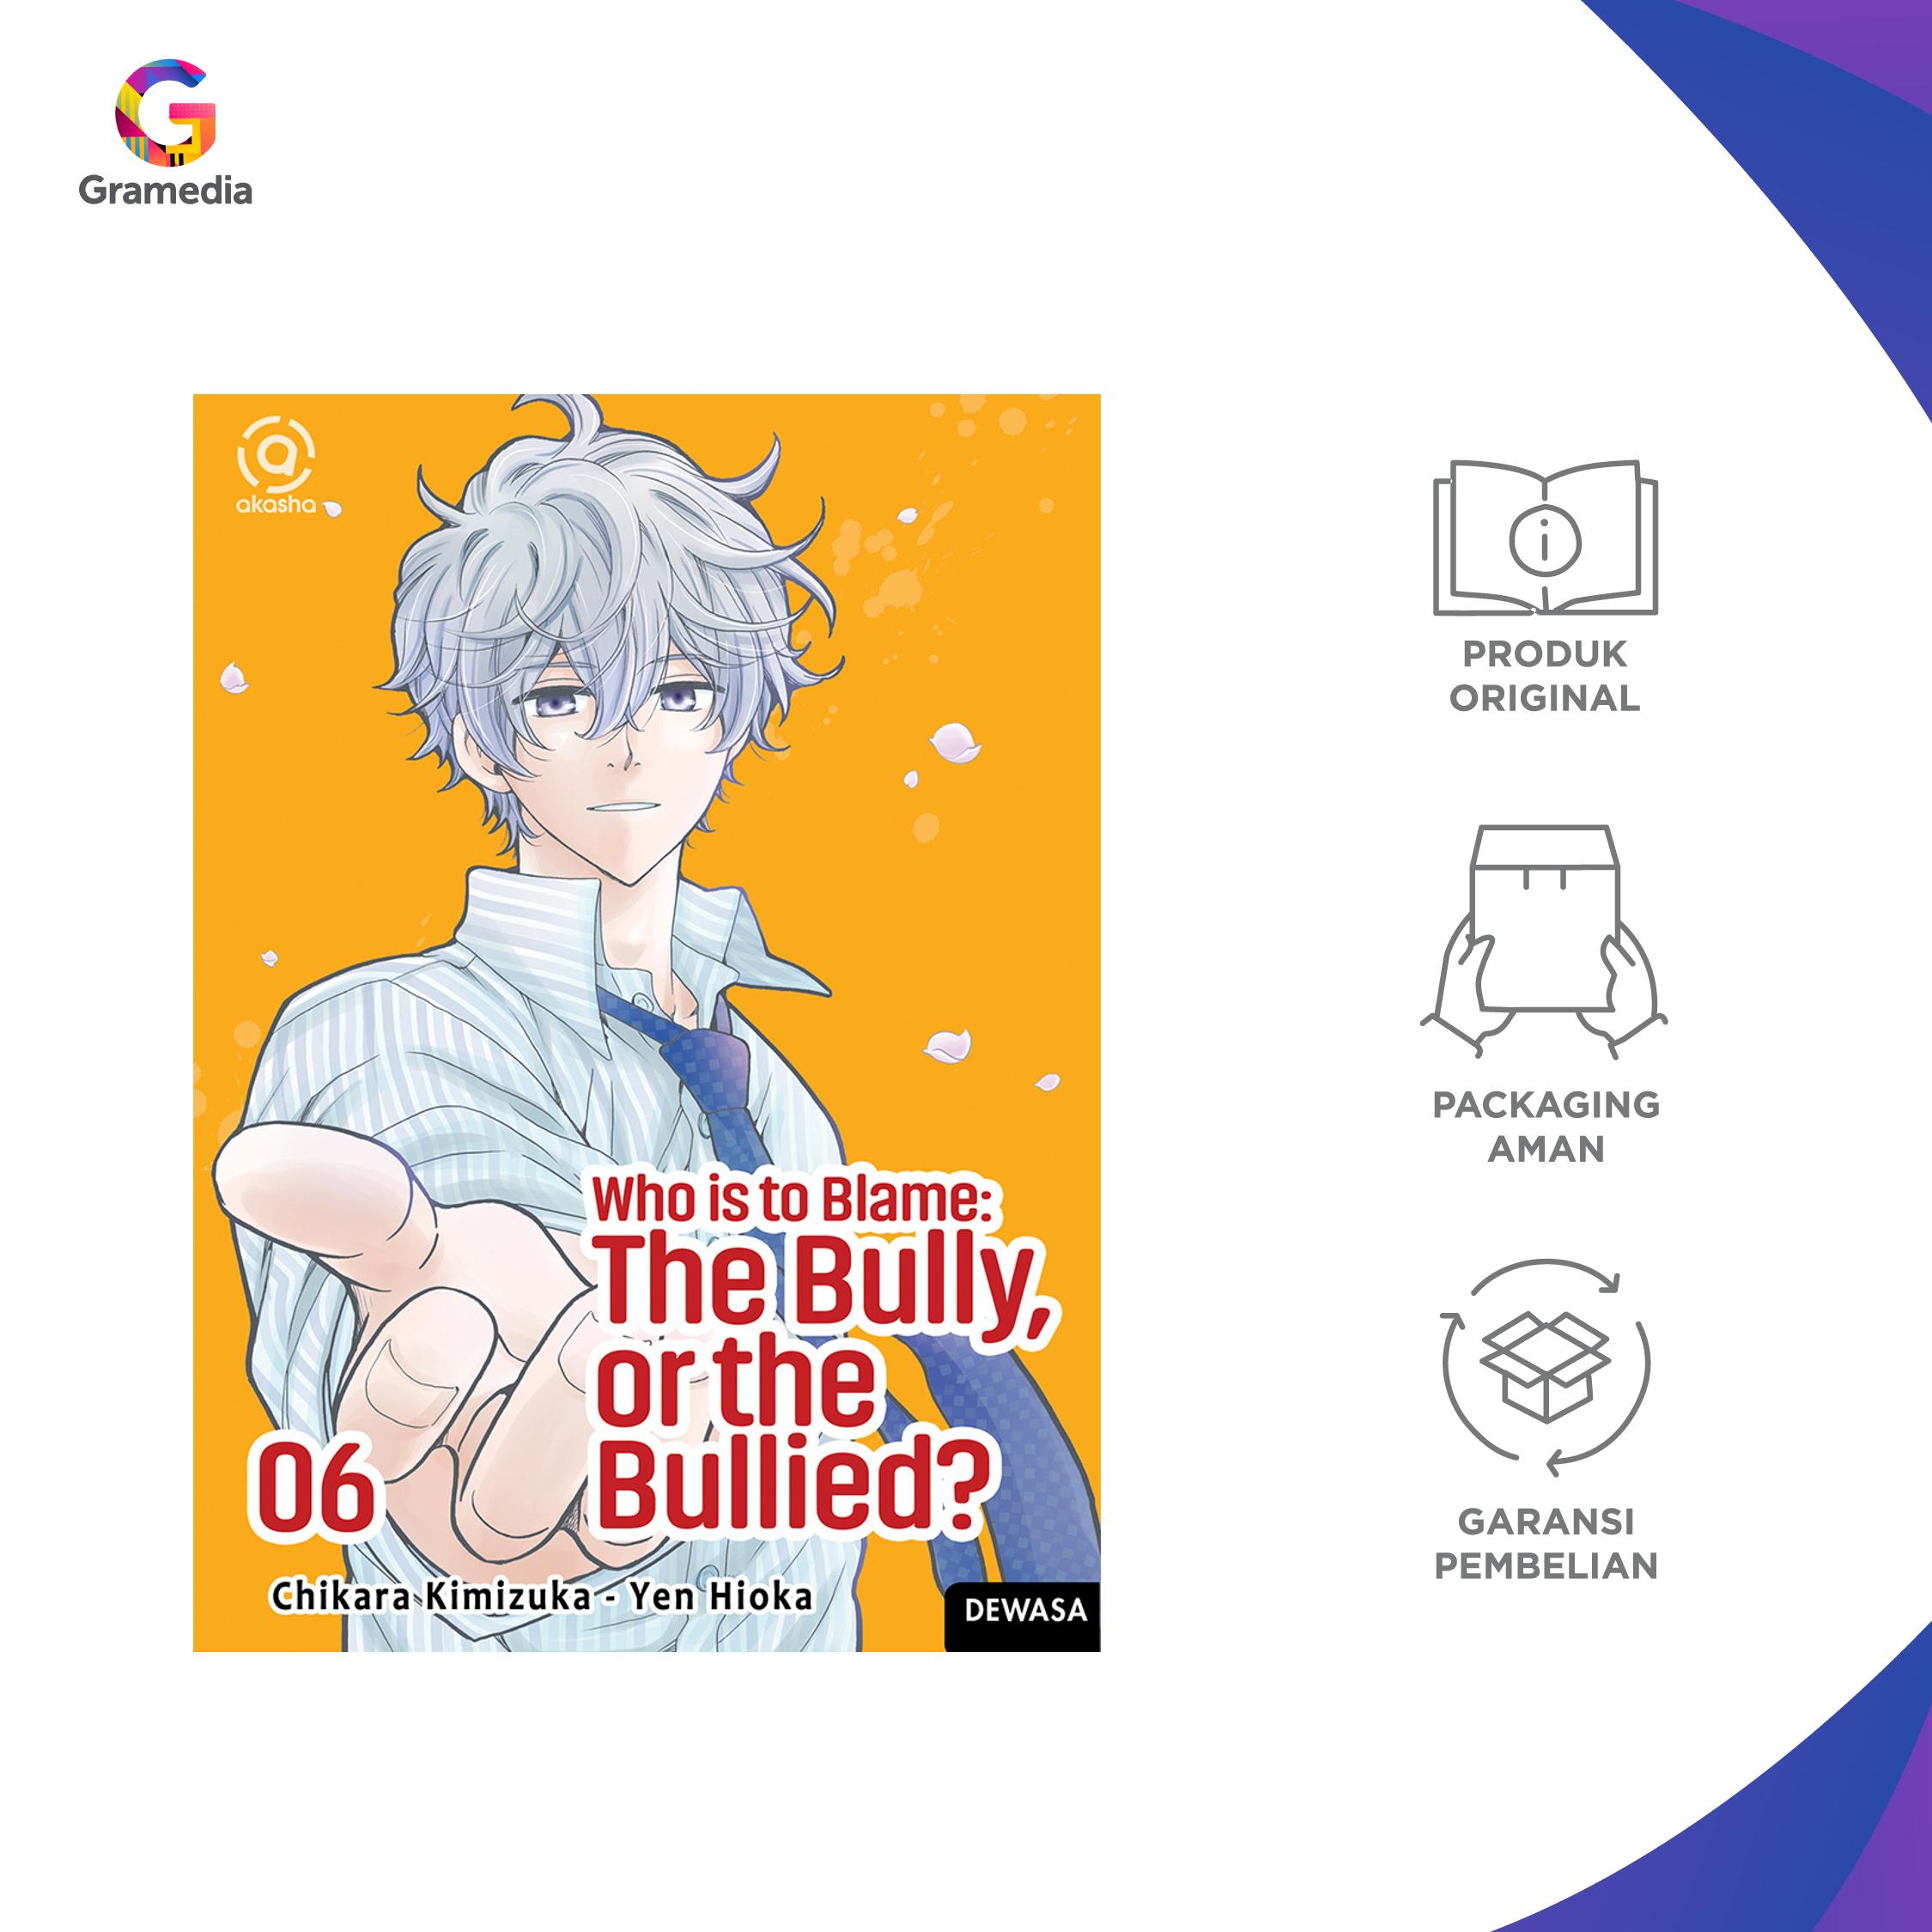 Gramedia
akasha
Who is to Blame:
The Bully,
or the
Bullied?
06
Chikara Kimizuka - Yen Hioka
DEWASA
PRODUK
ORIGINAL
PACKAGING
AMAN
GARANSI
PEMBELIAN